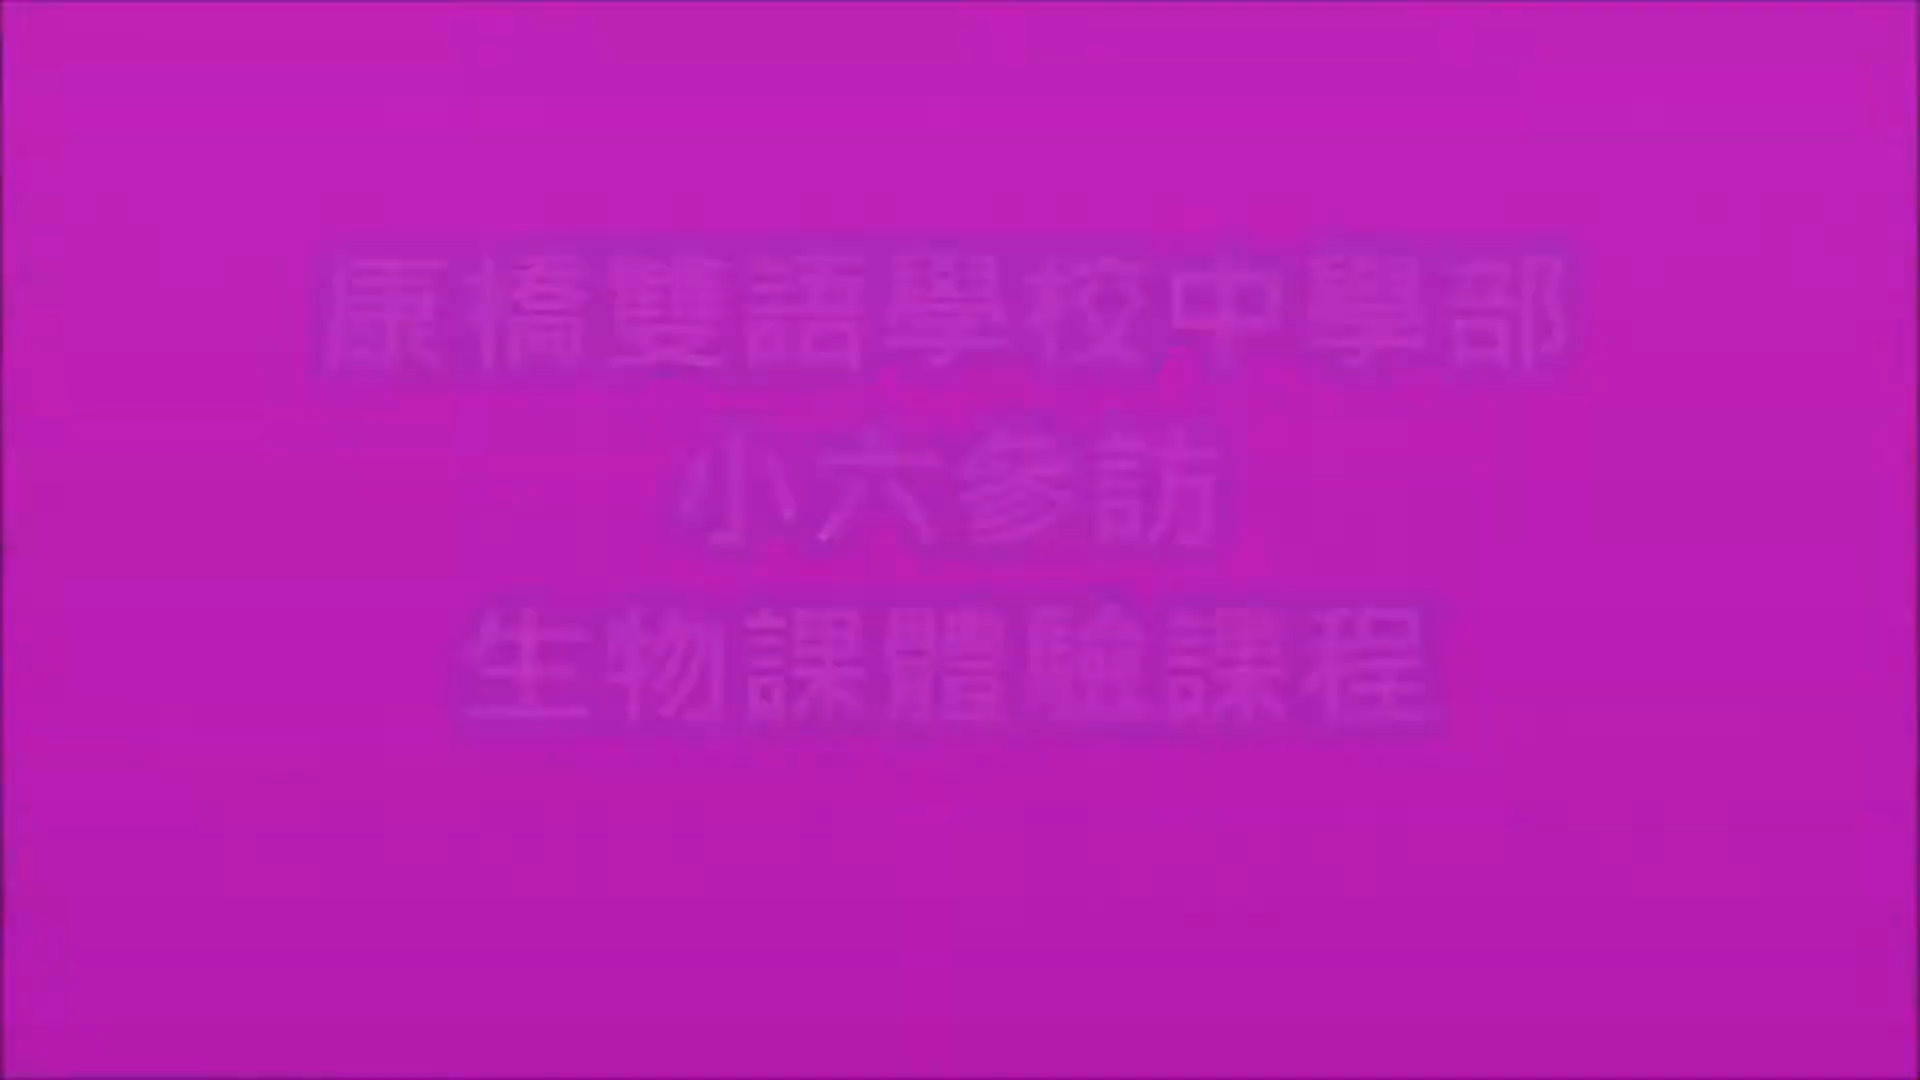 康橋雙語學校中學部
小六參訪
生物課體驗課程